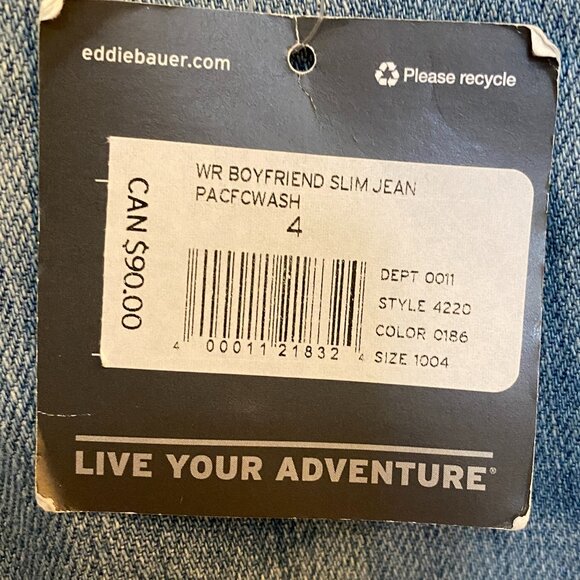 eddiebauer.com
Please recycle
WR BOYFRIEND SLIM JEAN
PACFCWASH
4
CAN $90.00
DEPT 0011
STYLE 4220
COLOR 0186
SIZE 1004
4 00011 21832 4
LIVE YOUR ADVENTURE®